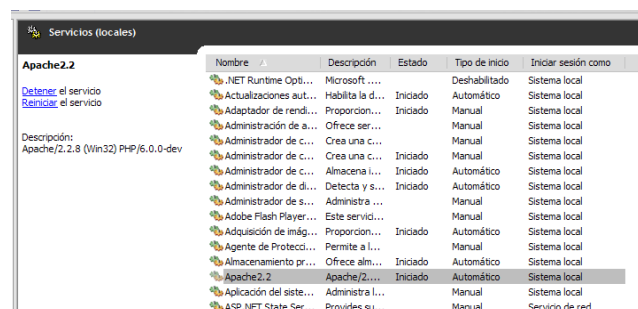 Servicios (locales)
Apache2.2
Detener el servicio
Reiniciar el servicio
Descripción:
Apache/2.2.8 (Win32) PHP/6.0.0-dev
Nombre Descripción Estado Tipo de inicio Iniciar sesión como
.NET Runtime Opti... Microsoft .... Deshabilitado Sistema local
Actualizaciones aut... Habilita la d... Iniciado Automático Sistema local
Adaptador de rendi... Proporcion... Iniciado Manual Sistema local
Administración de a... Ofrece ser... Manual Sistema local
Administrador de c... Crea una c... Manual Sistema local
Administrador de c... Crea una c... Iniciado Manual Sistema local
Administrador de c... Almacena i... Iniciado Automático Sistema local
Administrador de di... Detecta y s... Iniciado Automático Sistema local
Administrador de s... Administra ... Manual Sistema local
Adobe Flash Player... Este servici... Manual Sistema local
Adquisición de imág... Proporcion... Iniciado Manual Sistema local
Agente de Protecci... Permite a l... Manual Sistema local
Almacenamiento pr... Ofrece alm... Iniciado Automático Sistema local
Apache2.2 Apache/2.... Iniciado Automático Sistema local
Aplicación del siste... Administra l... Manual Sistema local
ASP.NET State Ser... Provides su... Manual Servicio de red